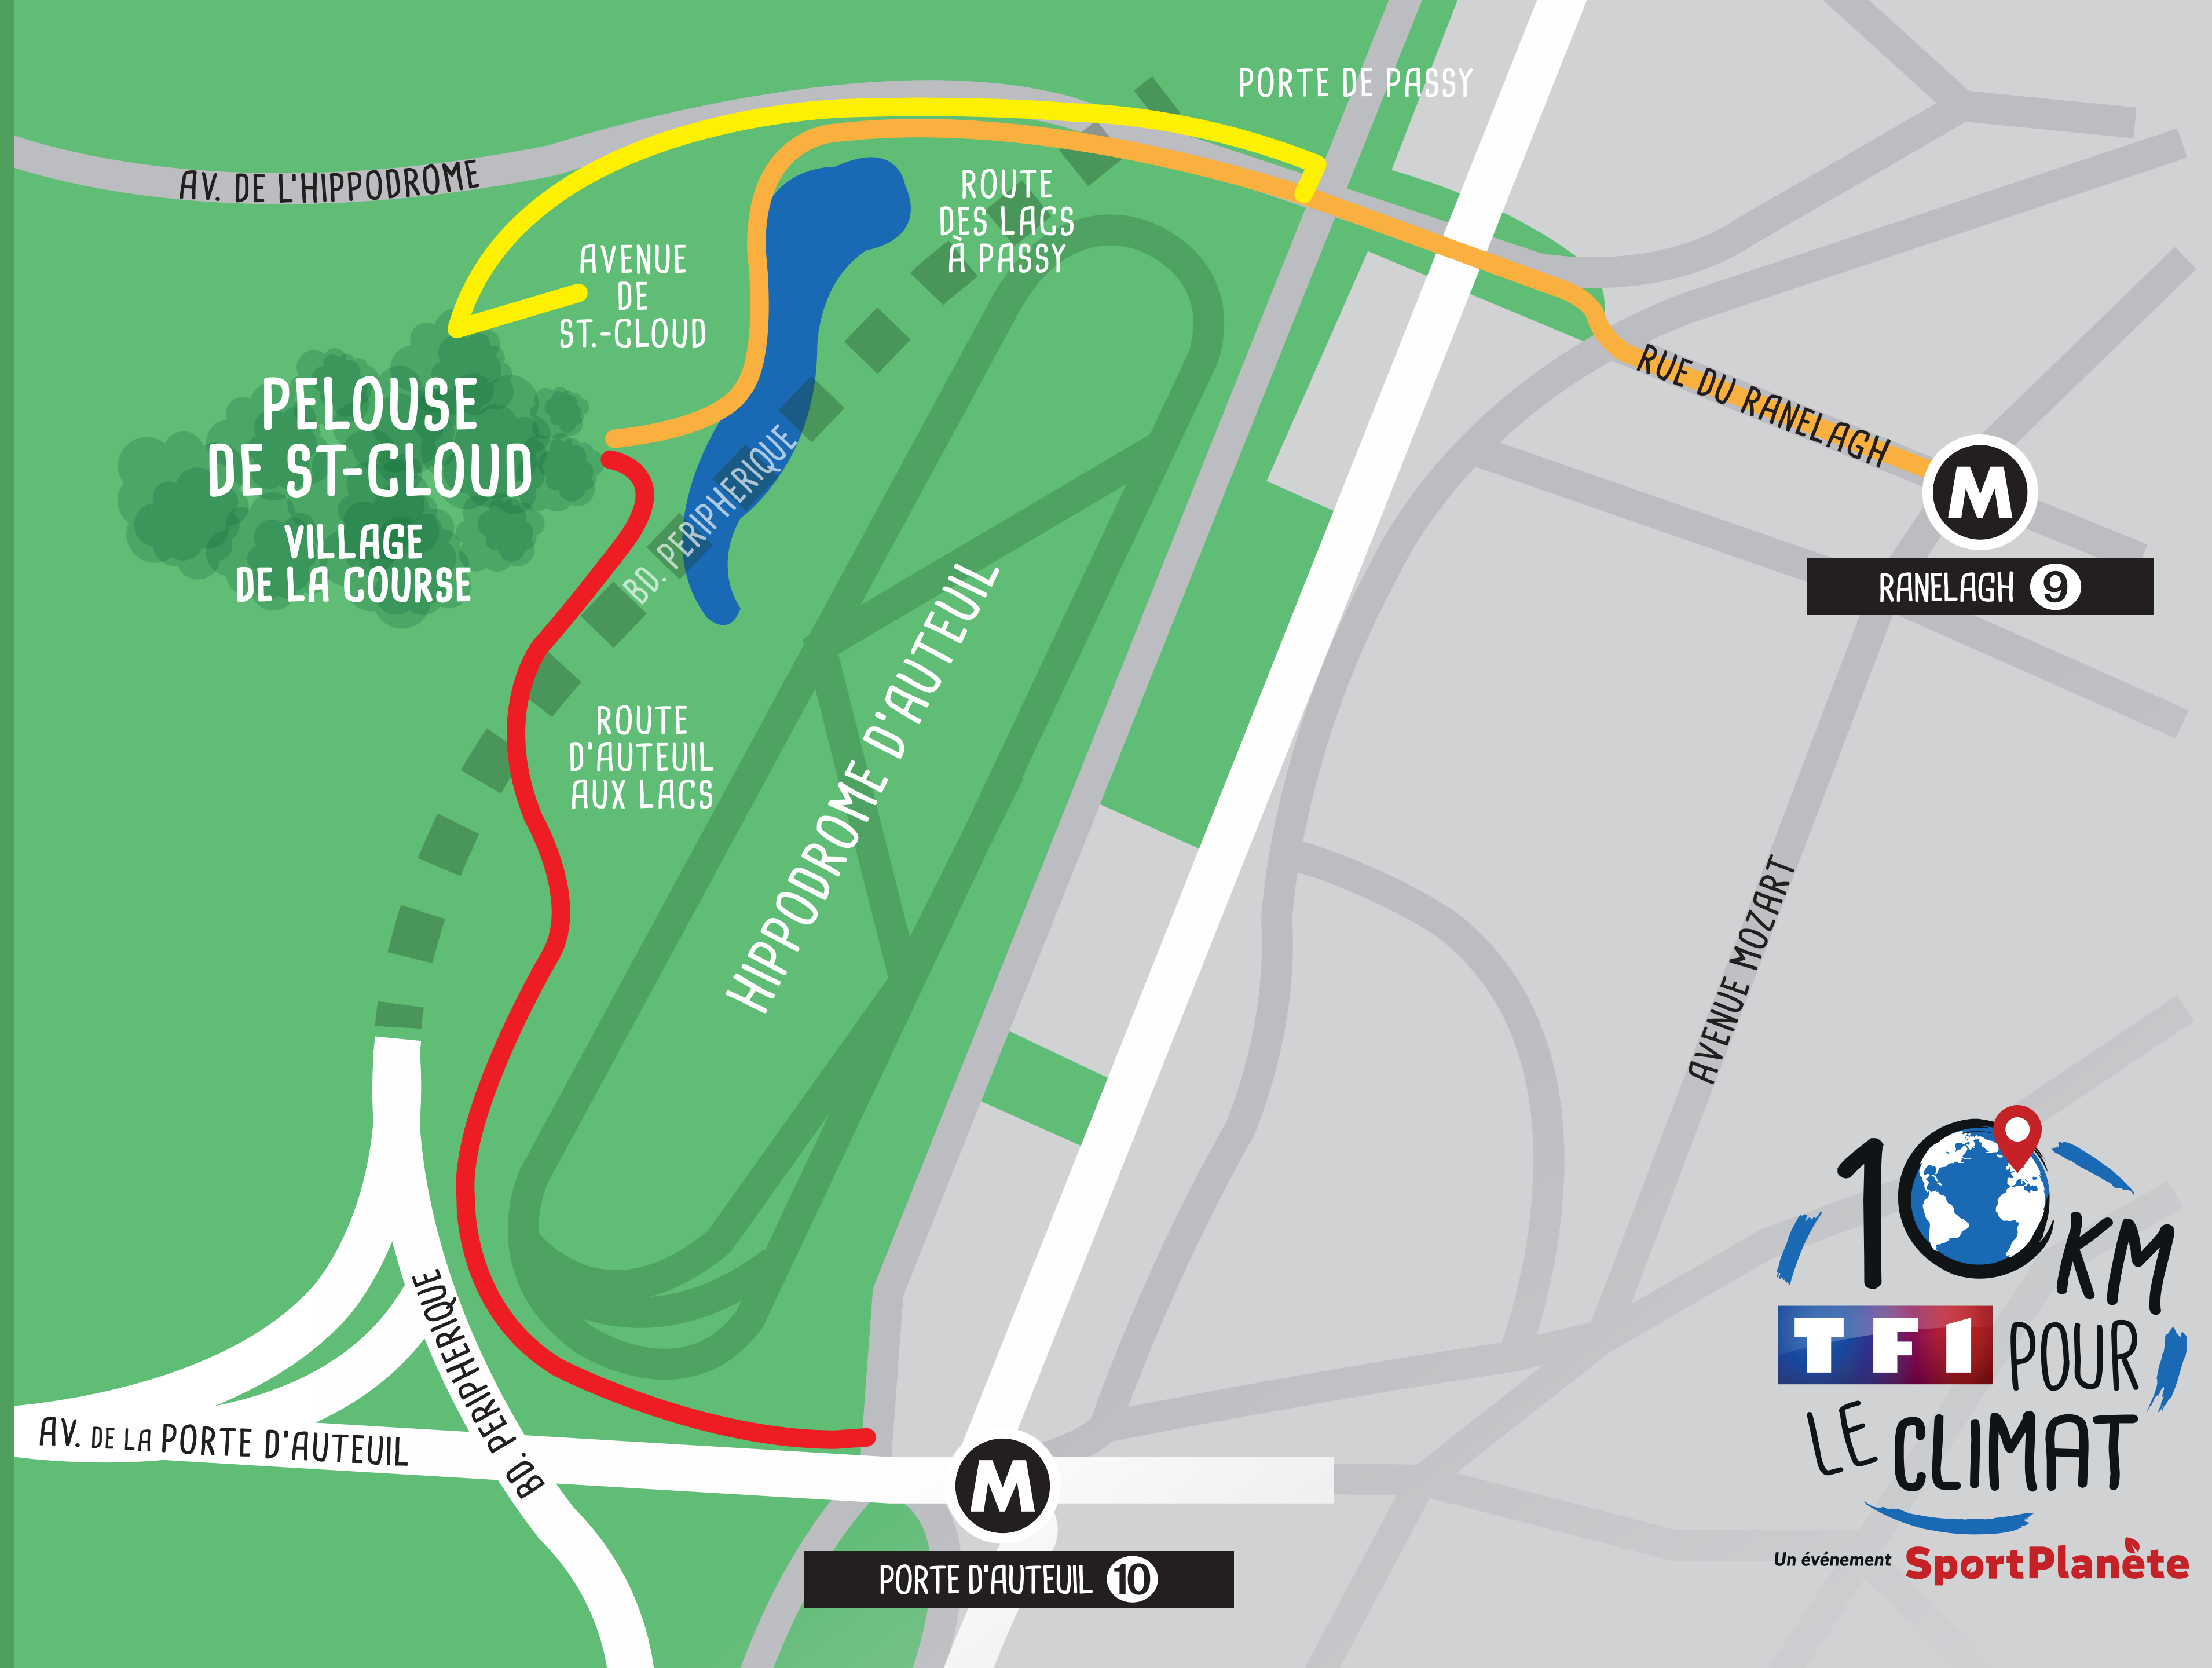 PORTE DE PASSY
AV. DE L'HIPPODROME
ROUTE
DES LACS
À PASSY
AVENUE
DE
ST.-CLOUD
RUE DU RANELAGH
PELOUSE
DE ST-CLOUD
VILLAGE
DE LA COURSE
BD. PERIPHERIQUE
M
RANELAGH 9
HIPPODROME D'AUTEUIL
ROUTE
D'AUTEUIL
AUX LACS
AVENUE MOZART
BD. PERIPHERIQUE
AV. DE LA PORTE D'AUTEUIL
M
PORTE D'AUTEUIL 10
10 KM
TF1 POUR
LE CLIMAT
Un événement SportPlanète